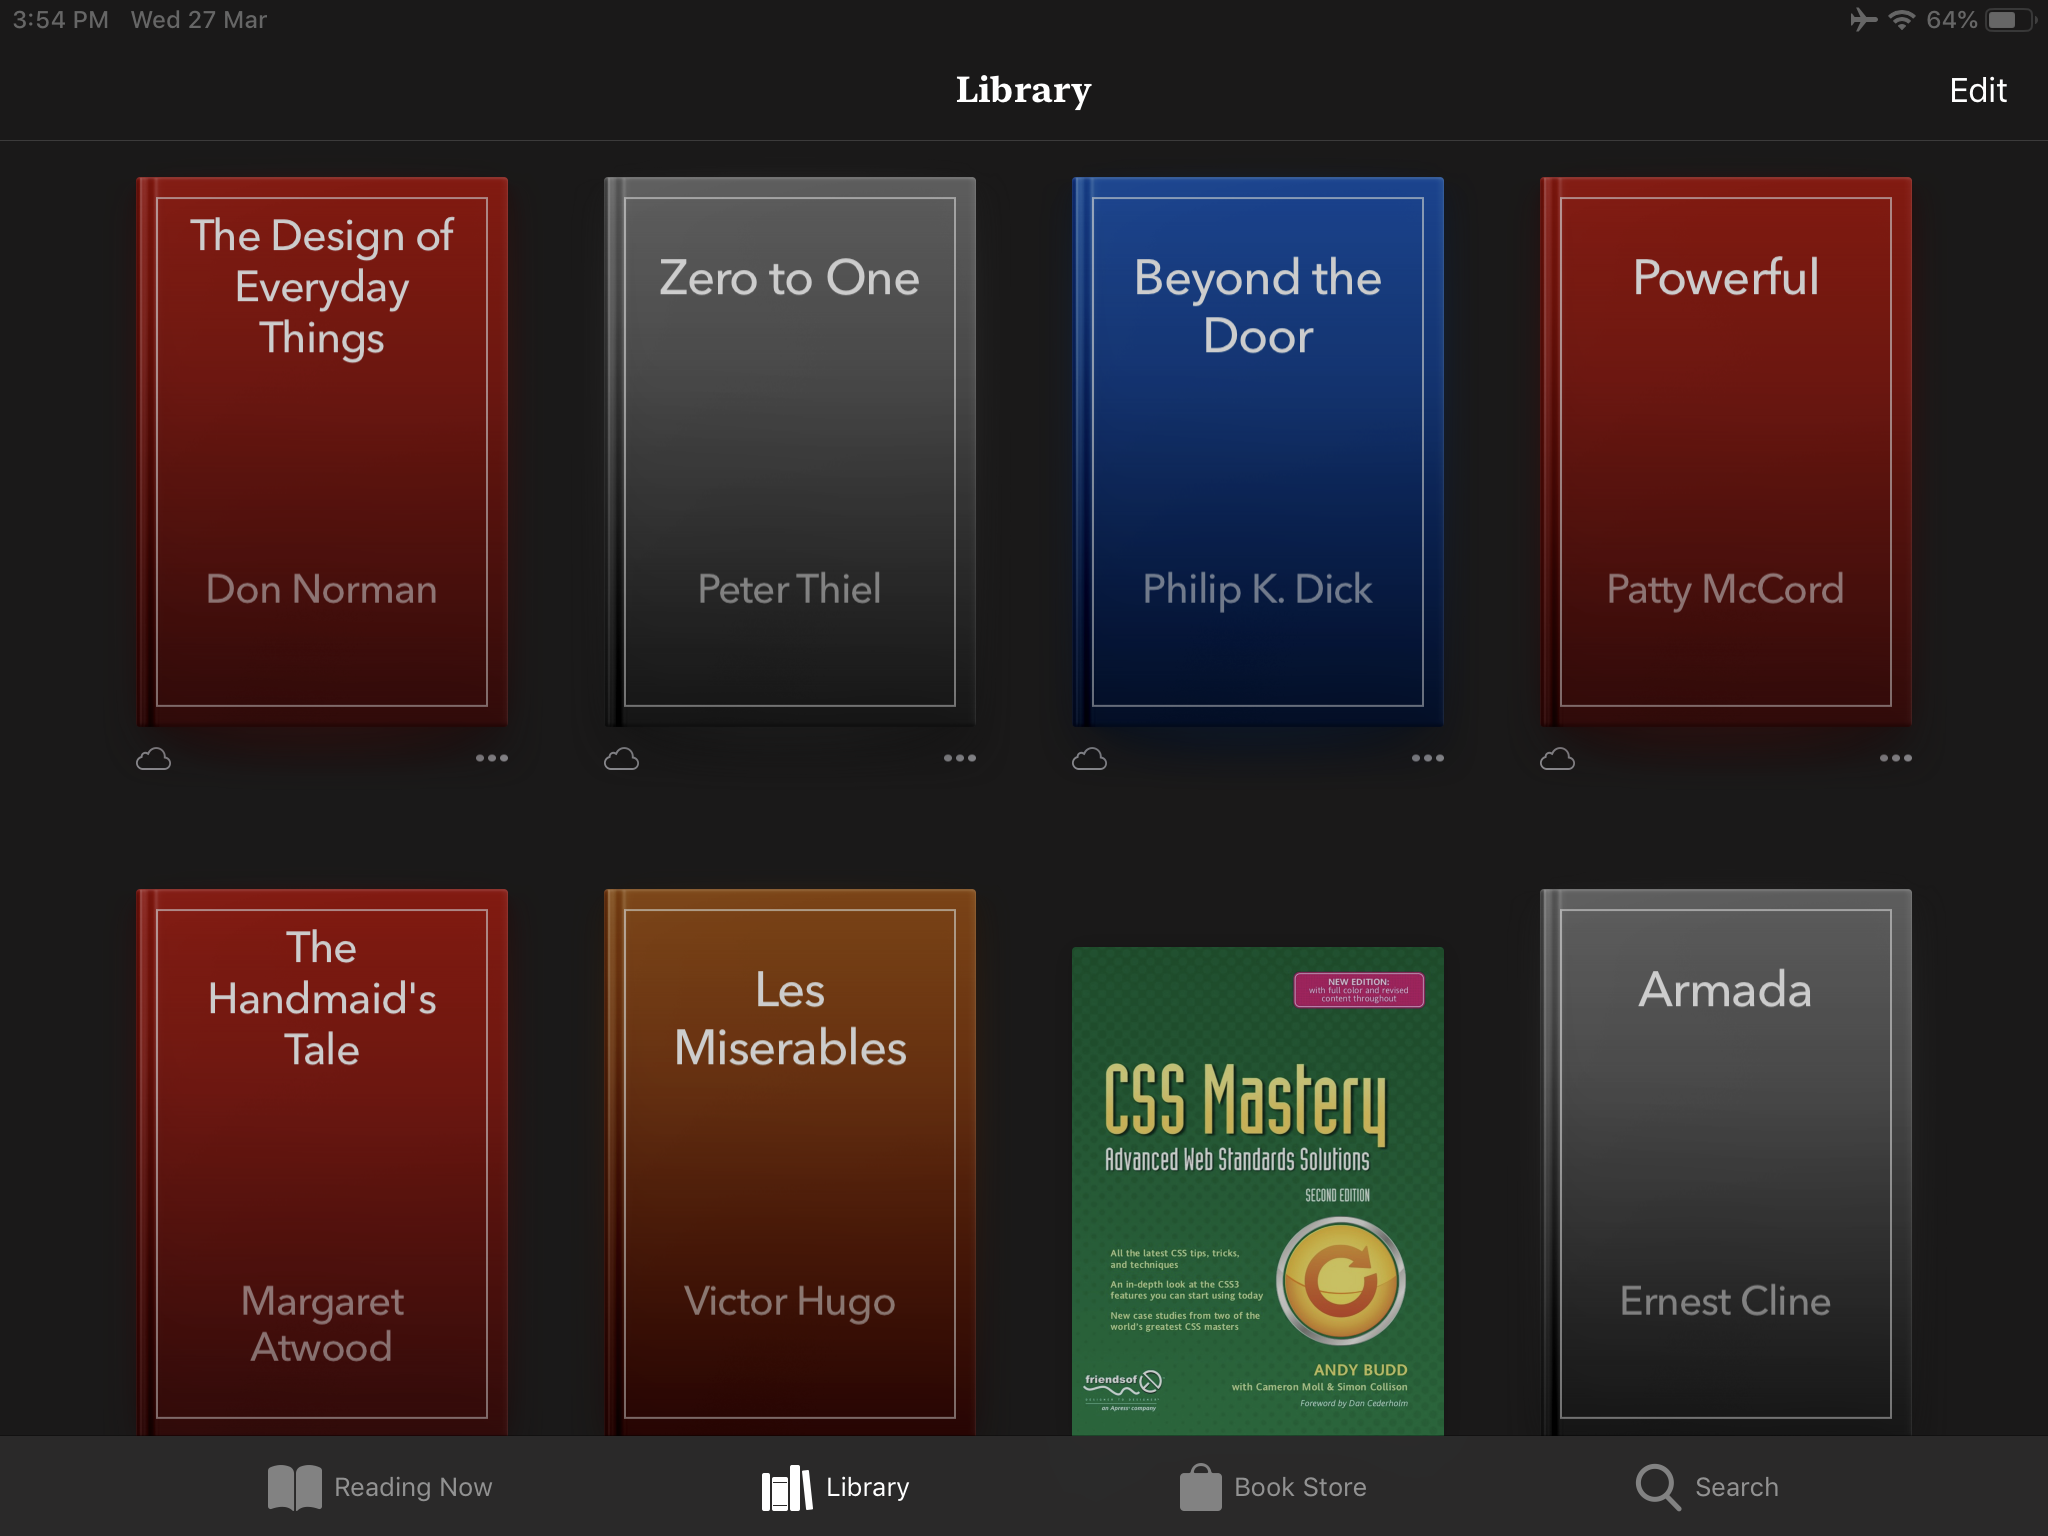 3:54 PM Wed 27 Mar
64%
Library
Edit
The Design of
Everyday
Things
Don Norman
Zero to One
Peter Thiel
Beyond the
Door
Philip K. Dick
Powerful
Patty McCord
The
Handmaid's
Tale
Margaret
Atwood
Les
Miserables
Victor Hugo
NEW EDITION:
with full color and revised
content throughout
CSS Mastery
Advanced Web Standards Solutions
SECOND EDITION
All the latest CSS tips, tricks,
and techniques
An in-depth look at the CSS3
features you can start using today
New case studies from two of the
world's greatest CSS masters
ANDY BUDD
with Cameron Moll & Simon Collison
Foreword by Dan Cederholm
friendsof
DESIGNER TO DESIGNER
an Apress company
Armada
Ernest Cline
Reading Now
Library
Book Store
Search